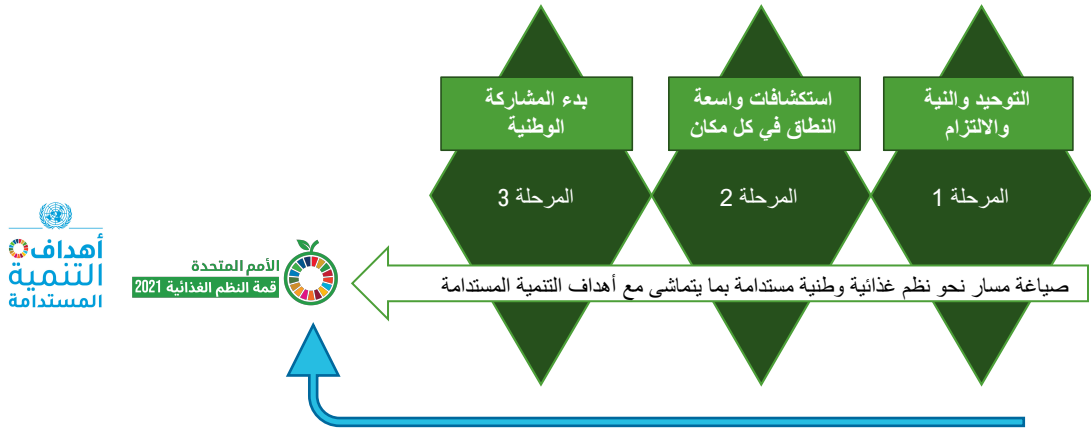 التوحيد والنية
والالتزام
المرحلة 1
استكشافات واسعة
النطاق في كل مكان
المرحلة 2
بدء المشاركة
الوطنية
المرحلة 3
صياغة مسار نحو نظم غذائية وطنية مستدامة بما يتماشى مع أهداف التنمية المستدامة
الأمم المتحدة
قمة النظم الغذائية 2021
أهداف
التنمية
المستدامة